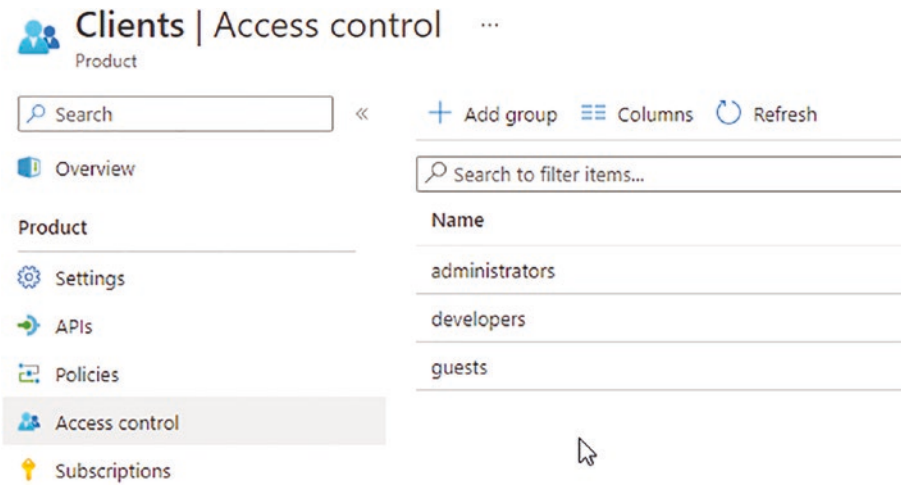 Clients | Access control ...
Product
Search
«
+ Add group
Columns
Refresh
Overview
Search to filter items...
Product
Name
Settings
administrators
APIs
developers
Policies
guests
Access control
Subscriptions